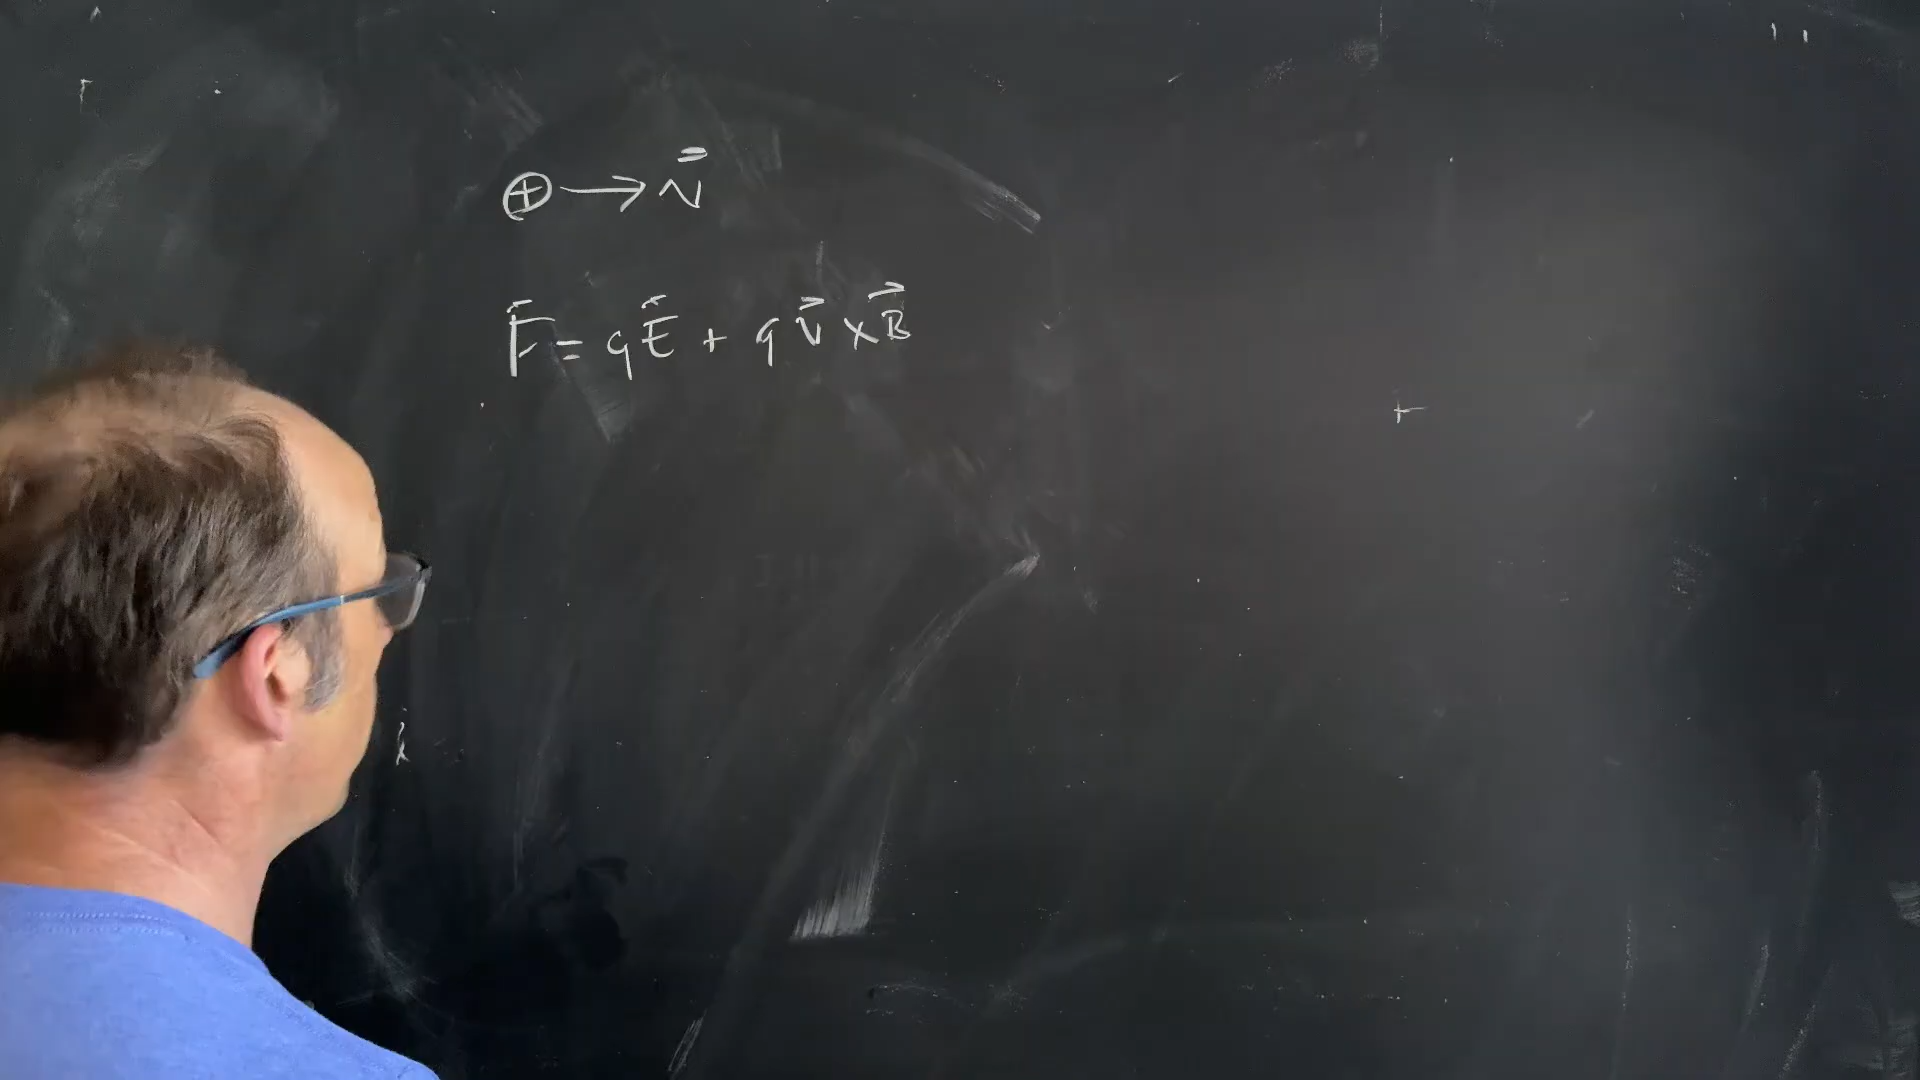 ⊕ → v⃗
F⃗ = qE⃗ + qv⃗ × B⃗